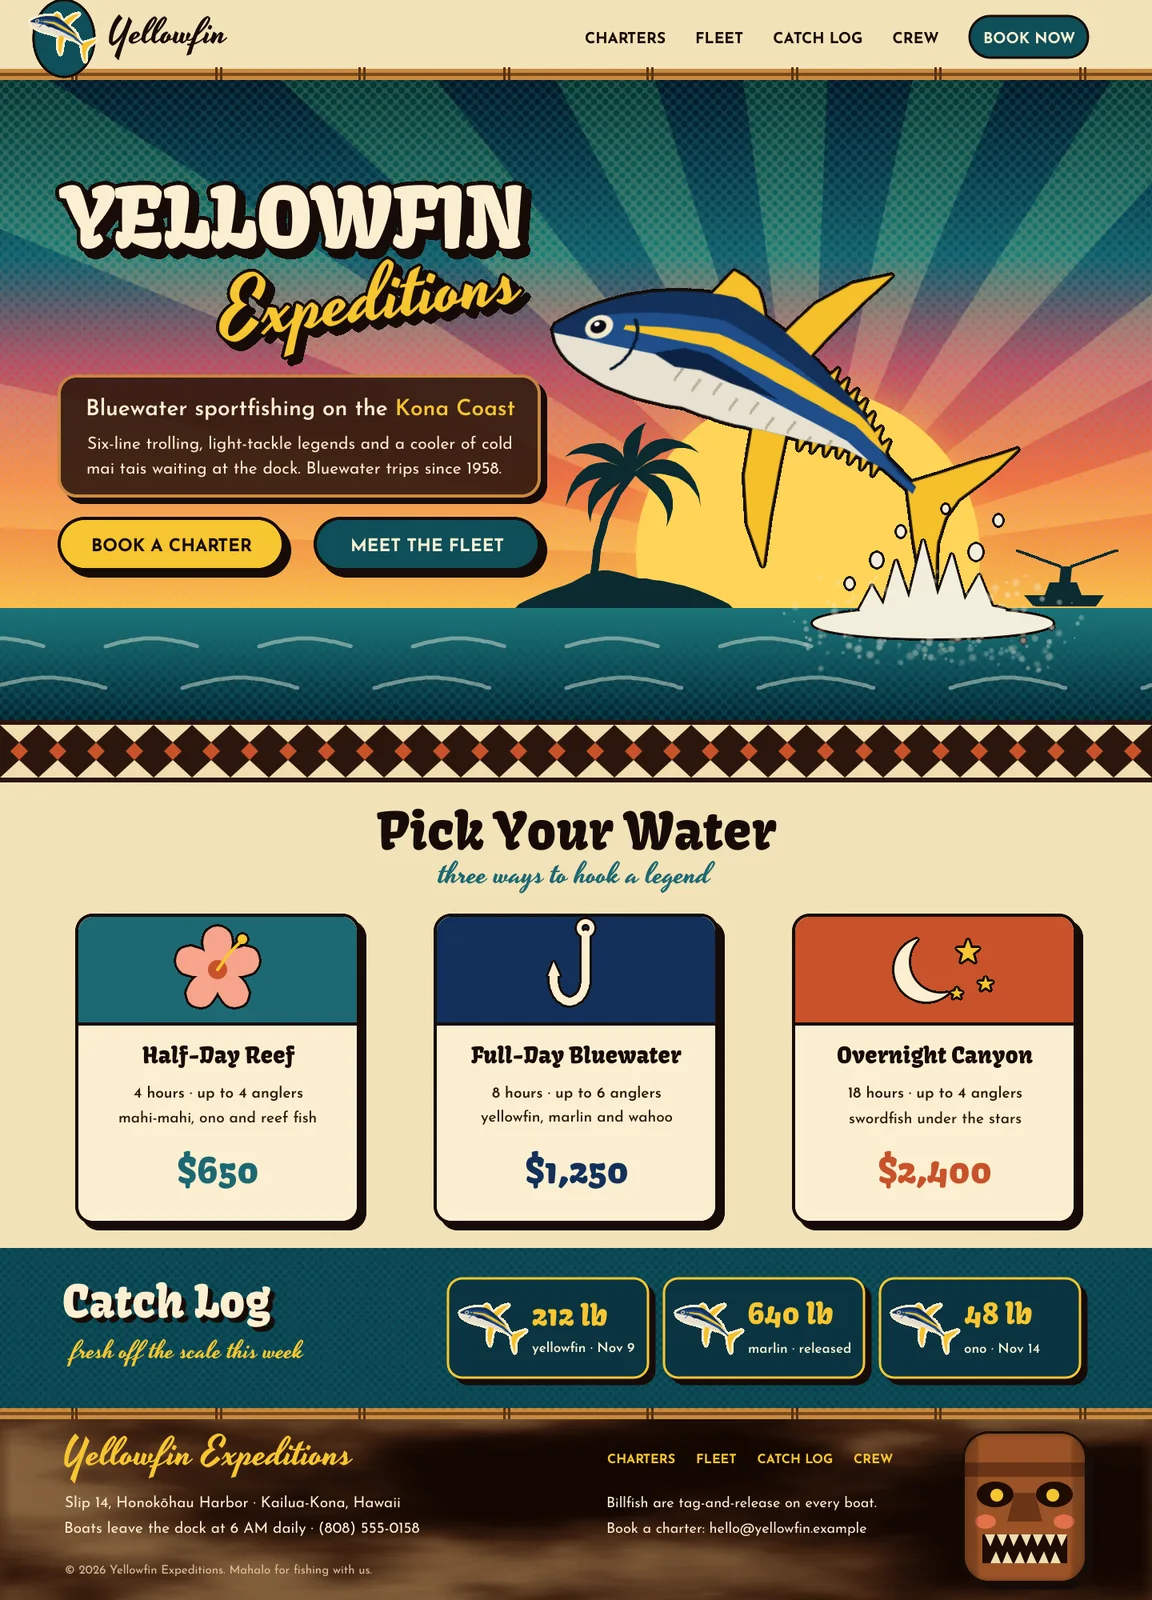 Yellowfin
CHARTERS FLEET CATCH LOG CREW BOOK NOW
YELLOWFIN
Expeditions
Bluewater sportfishing on the Kona Coast
Six-line trolling, light-tackle legends and a cooler of cold
mai tais waiting at the dock. Bluewater trips since 1958.
BOOK A CHARTER MEET THE FLEET
Pick Your Water
three ways to hook a legend
Half-Day Reef
4 hours · up to 4 anglers
mahi-mahi, ono and reef fish
$650
Full-Day Bluewater
8 hours · up to 6 anglers
yellowfin, marlin and wahoo
$1,250
Overnight Canyon
18 hours · up to 4 anglers
swordfish under the stars
$2,400
Catch Log
fresh off the scale this week
212 lb
yellowfin · Nov 9
640 lb
marlin · released
48 lb
ono · Nov 14
Yellowfin Expeditions
Slip 14, Honokōhau Harbor · Kailua-Kona, Hawaii
Boats leave the dock at 6 AM daily · (808) 555-0158
© 2026 Yellowfin Expeditions. Mahalo for fishing with us.
CHARTERS FLEET CATCH LOG CREW
Billfish are tag-and-release on every boat.
Book a charter: hello@yellowfin.example